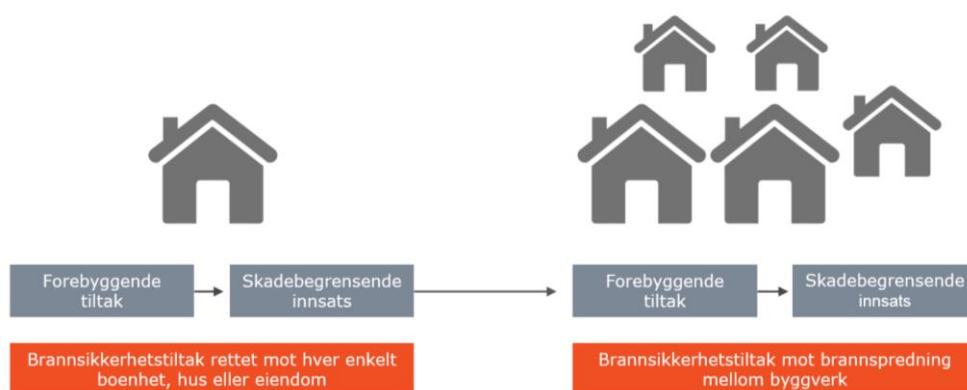 Forebyggende
tiltak
Skadebegrensende
innsats
Forebyggende
tiltak
Skadebegrensende
innsats
Brannsikkerhetstiltak rettet mot hver enkelt
boenhet, hus eller eiendom
Brannsikkerhetstiltak mot brannspredning
mellom byggverk